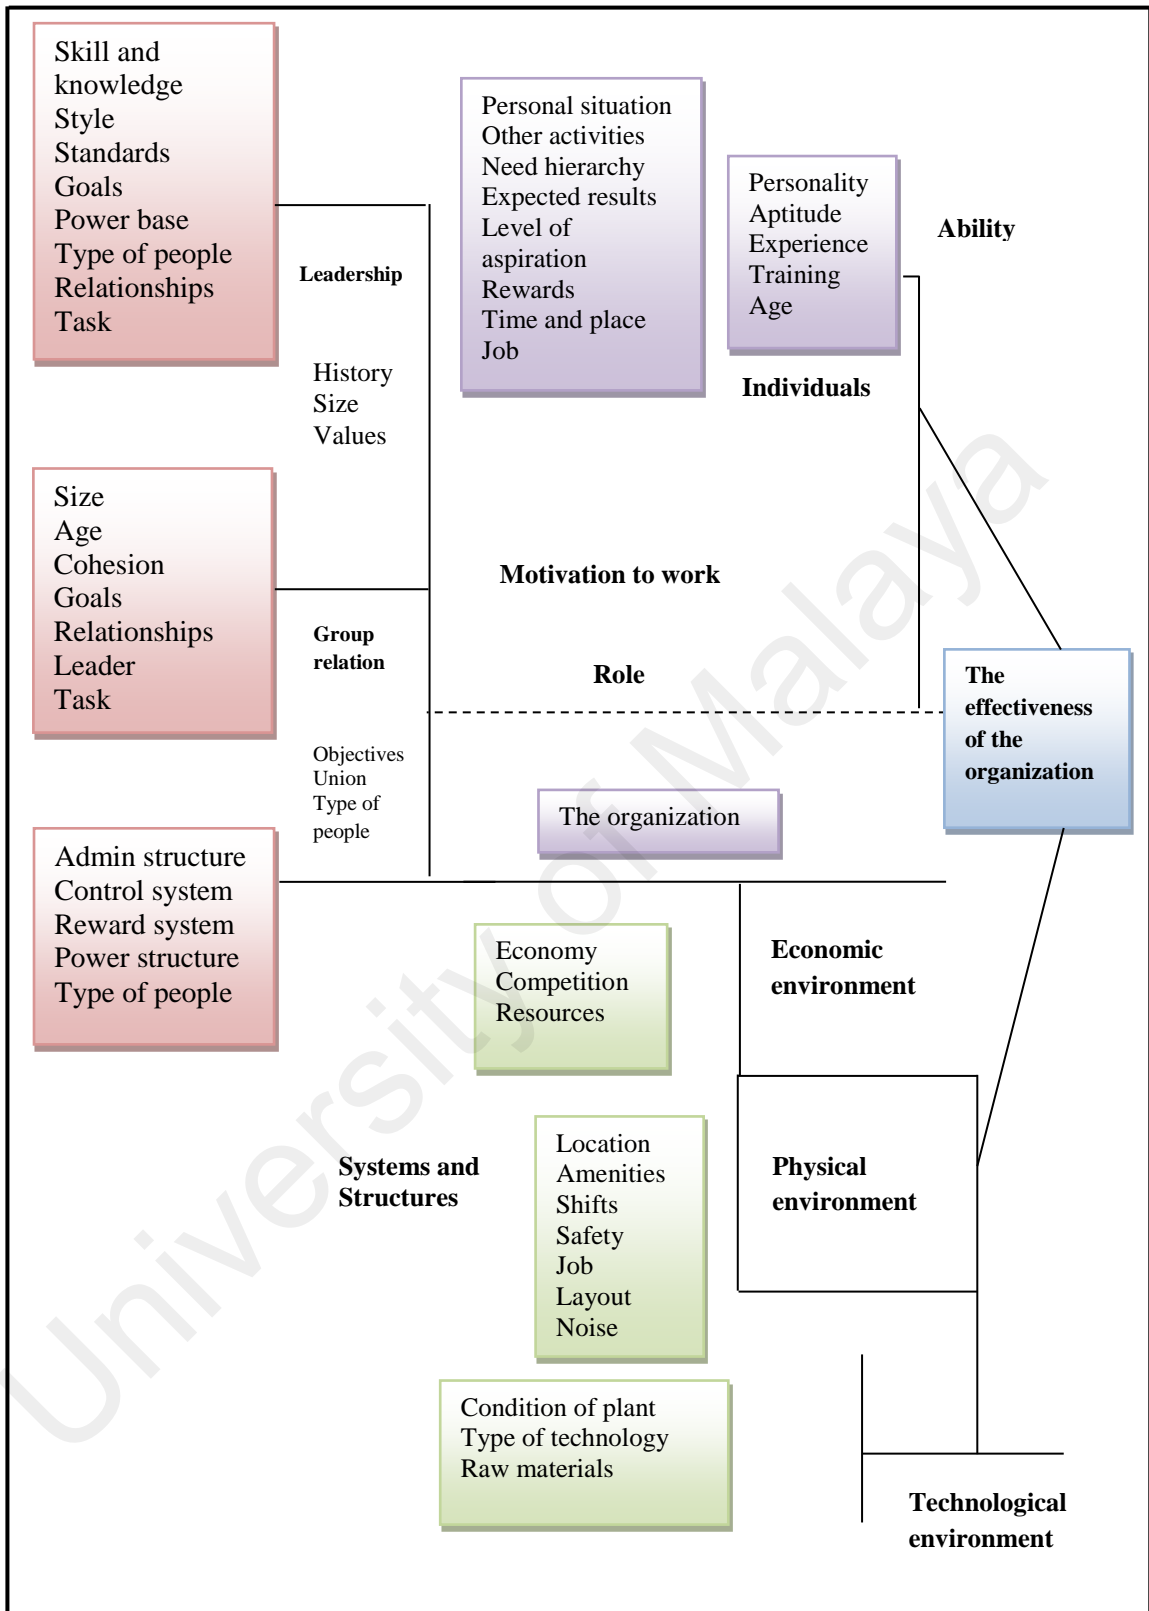 Skill and
knowledge
Style
Standards
Goals
Power base
Type of people
Relationships
Task
Leadership
History
Size
Values
Personal situation
Other activities
Need hierarchy
Expected results
Level of
aspiration
Rewards
Time and place
Job
Personality
Aptitude
Experience
Training
Age
Ability
Individuals
Size
Age
Cohesion
Goals
Relationships
Leader
Task
Group
relation
Motivation to work
Role
The
effectiveness
of the
organization
Objectives
Union
Type of
people
The organization
Admin structure
Control system
Reward system
Power structure
Type of people
Economy
Competition
Resources
Economic
environment
Systems and
Structures
Location
Amenities
Shifts
Safety
Job
Layout
Noise
Physical
environment
Condition of plant
Type of technology
Raw materials
Technological
environment
University of Malaya